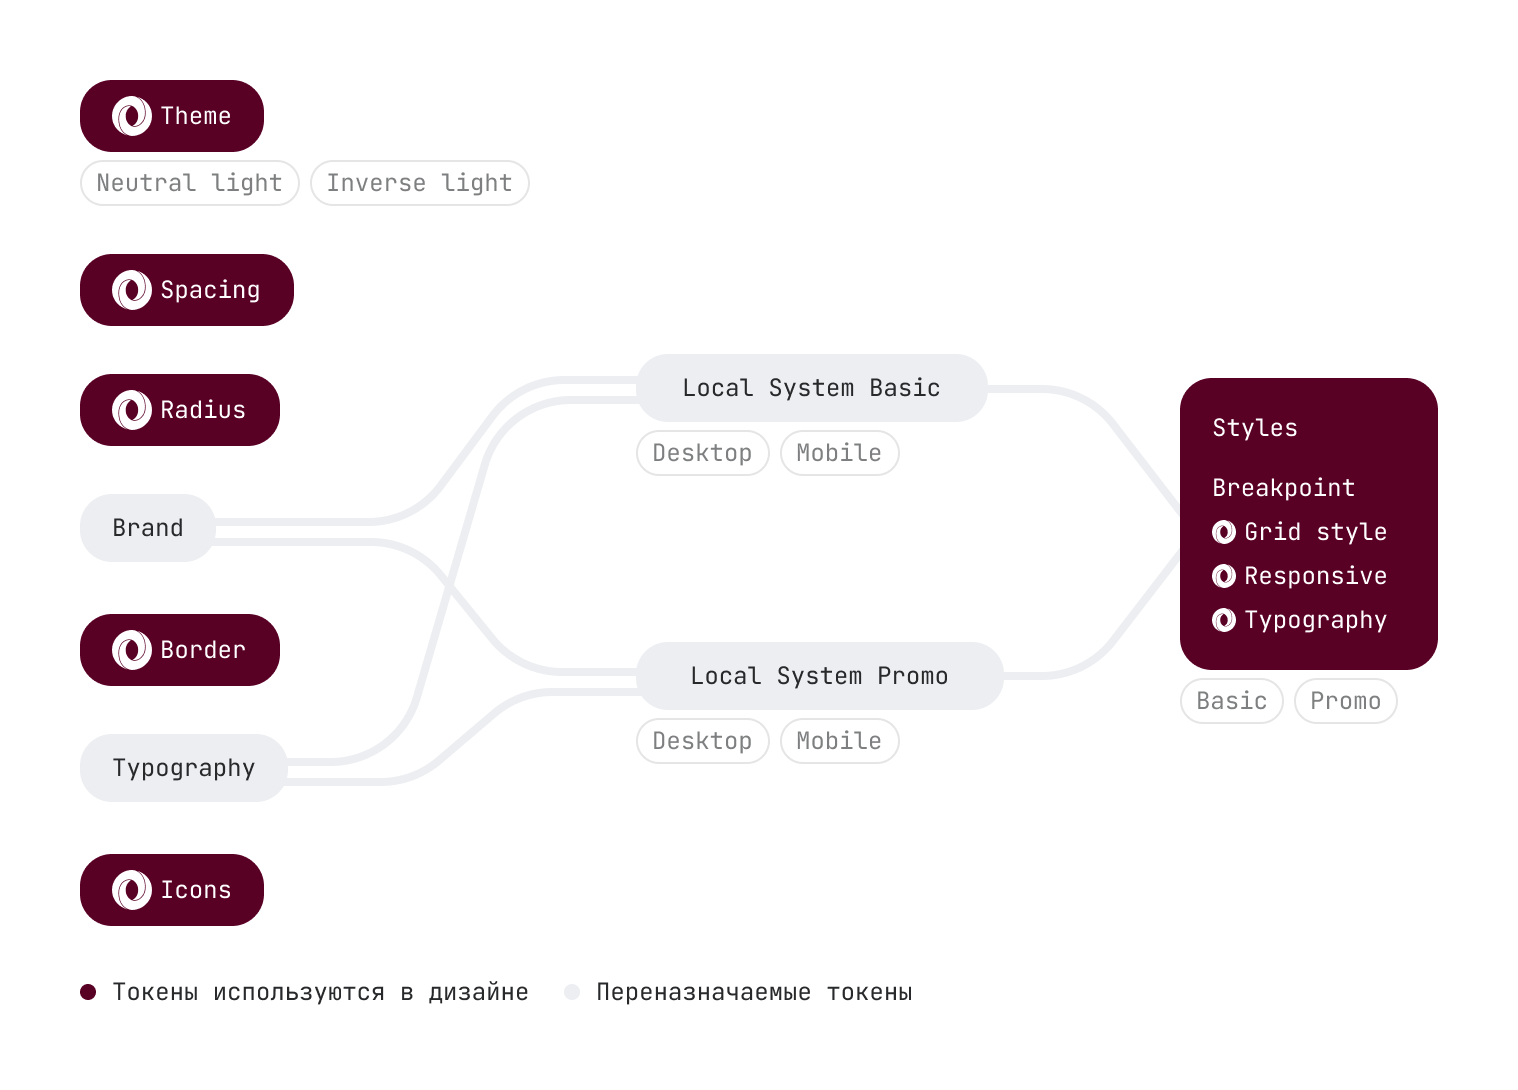 Theme
Neutral light
Inverse light
Spacing
Radius
Brand
Border
Typography
Icons
Local System Basic
Desktop
Mobile
Local System Promo
Desktop
Mobile
Styles
Breakpoint
Grid style
Responsive
Typography
Basic
Promo
Токены используются в дизайне
Переназначаемые токены